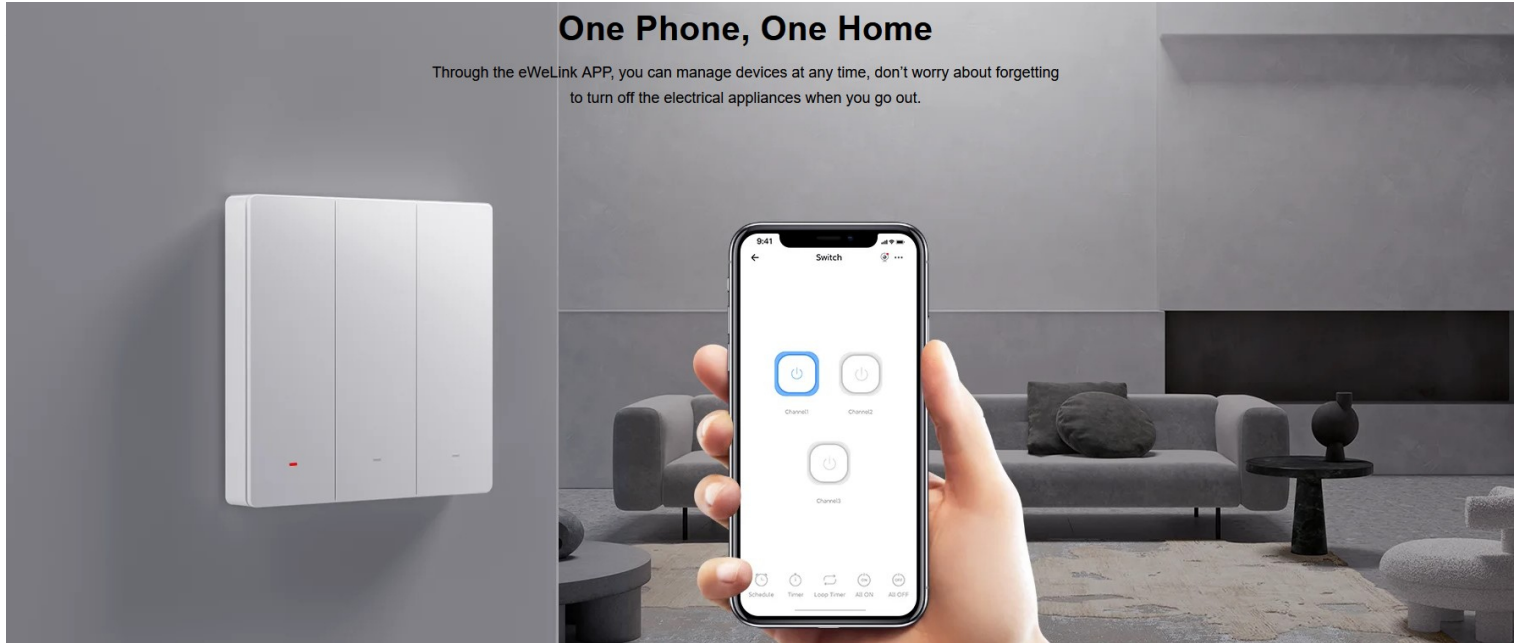 One Phone, One Home
Through the eWeLink APP, you can manage devices at any time, don’t worry about forgetting
to turn off the electrical appliances when you go out.
9:41
Switch
Channel1 Channel2
Channel3
Schedule Timer Loop Timer All ON All OFF